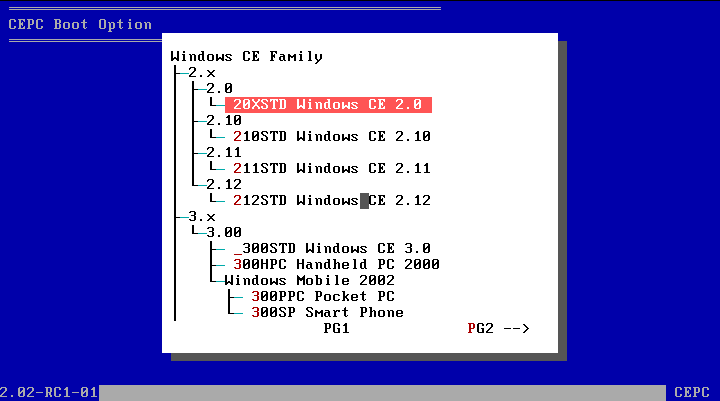 CEPC Boot Option
Windows CE Family
2.x
2.0
20XSTD Windows CE 2.0
2.10
210STD Windows CE 2.10
2.11
211STD Windows CE 2.11
2.12
212STD Windows CE 2.12
3.x
3.00
_300STD Windows CE 3.0
300HPC Handheld PC 2000
Windows Mobile 2002
300PPC Pocket PC
300SP Smart Phone
PG1 PG2 -->
2.02-RC1-01 CEPC